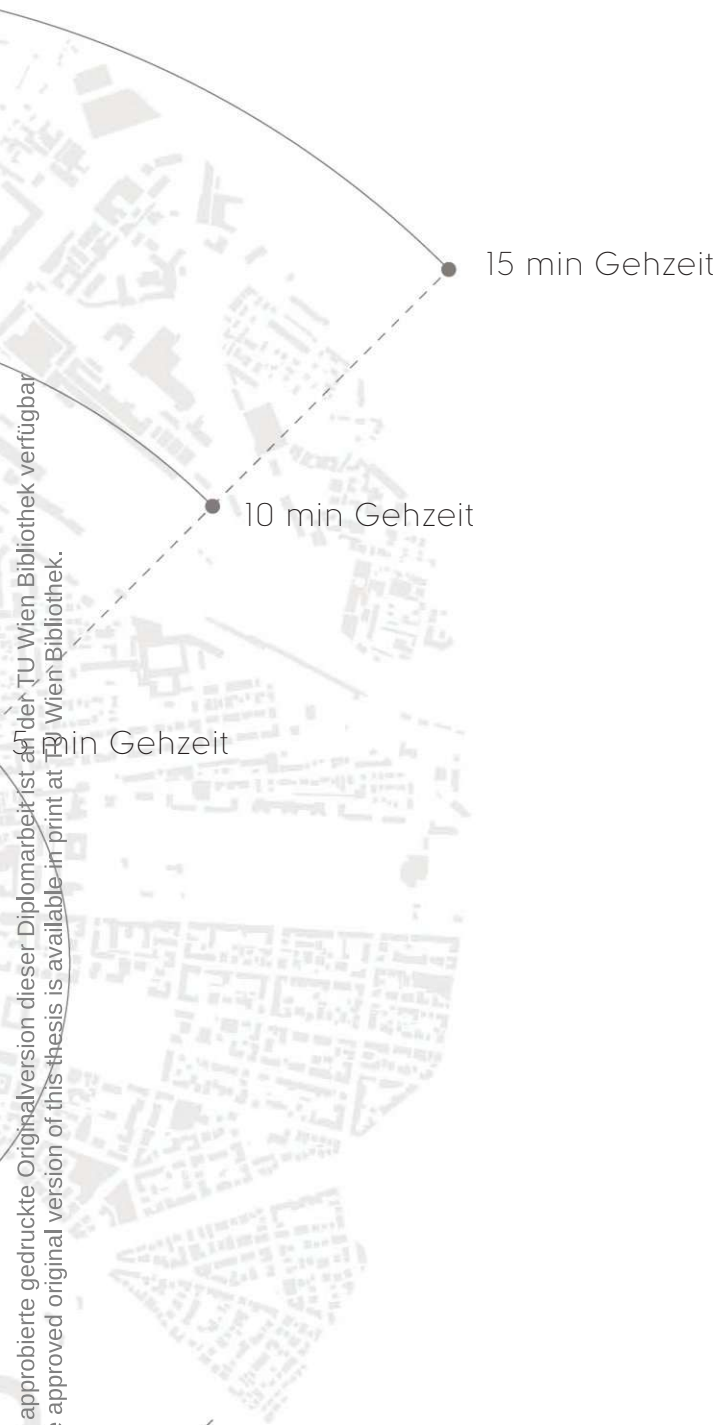 15 min Gehzeit
10 min Gehzeit
5 min Gehzeit
approbierte gedruckte Originalversion dieser Diplomarbeit ist an der TU Wien Bibliothek verfügbar
approved original version of this thesis is available in print at TU Wien Bibliothek.